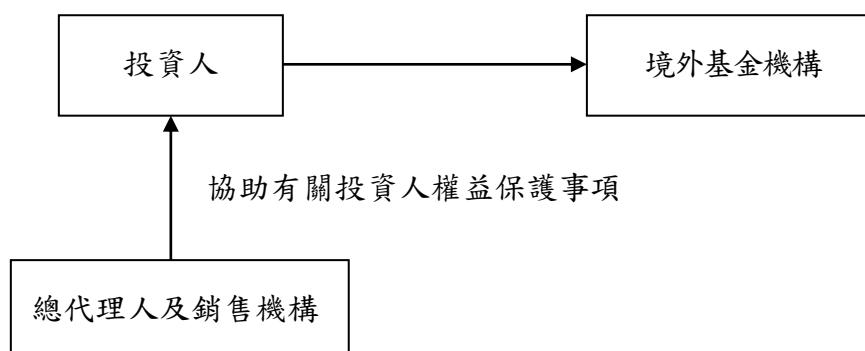 投資人
境外基金機構
協助有關投資人權益保護事項
總代理人及銷售機構